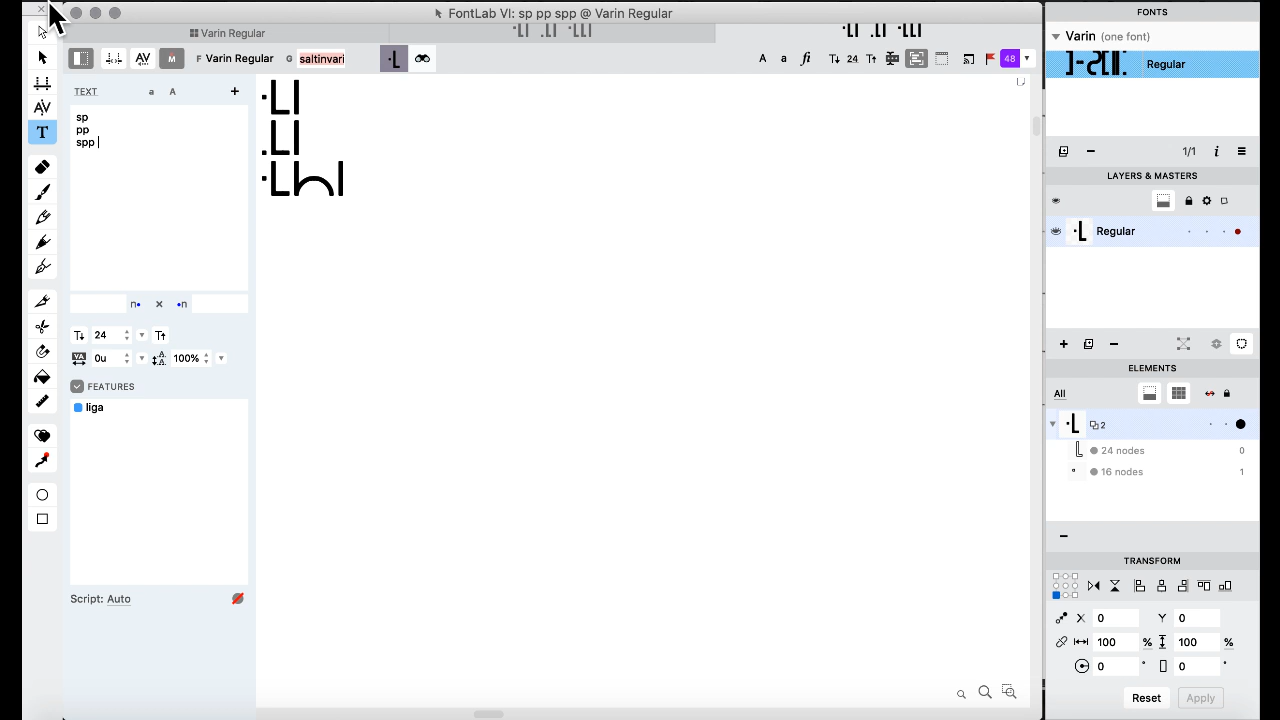 FontLab VI: sp pp spp @ Varin Regular
Varin Regular
F Varin Regular G saltinvari
A a fi 24 48
TEXT a A +
sp
pp
spp
n• × •n
24
0u 100%
FEATURES
liga
Script: Auto
FONTS
Varin (one font)
Regular
1/1 i
LAYERS & MASTERS
Regular
ELEMENTS
All
2
24 nodes 0
16 nodes 1
TRANSFORM
X 0 Y 0
100 % 100 %
0 ° 0 °
Reset Apply